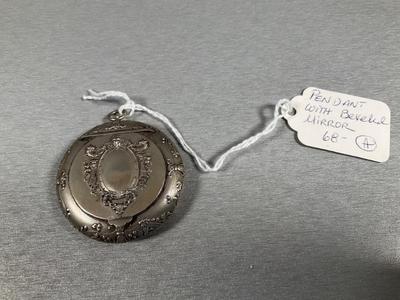 PENDANT
WITH Beveled
MIRROR
68- A